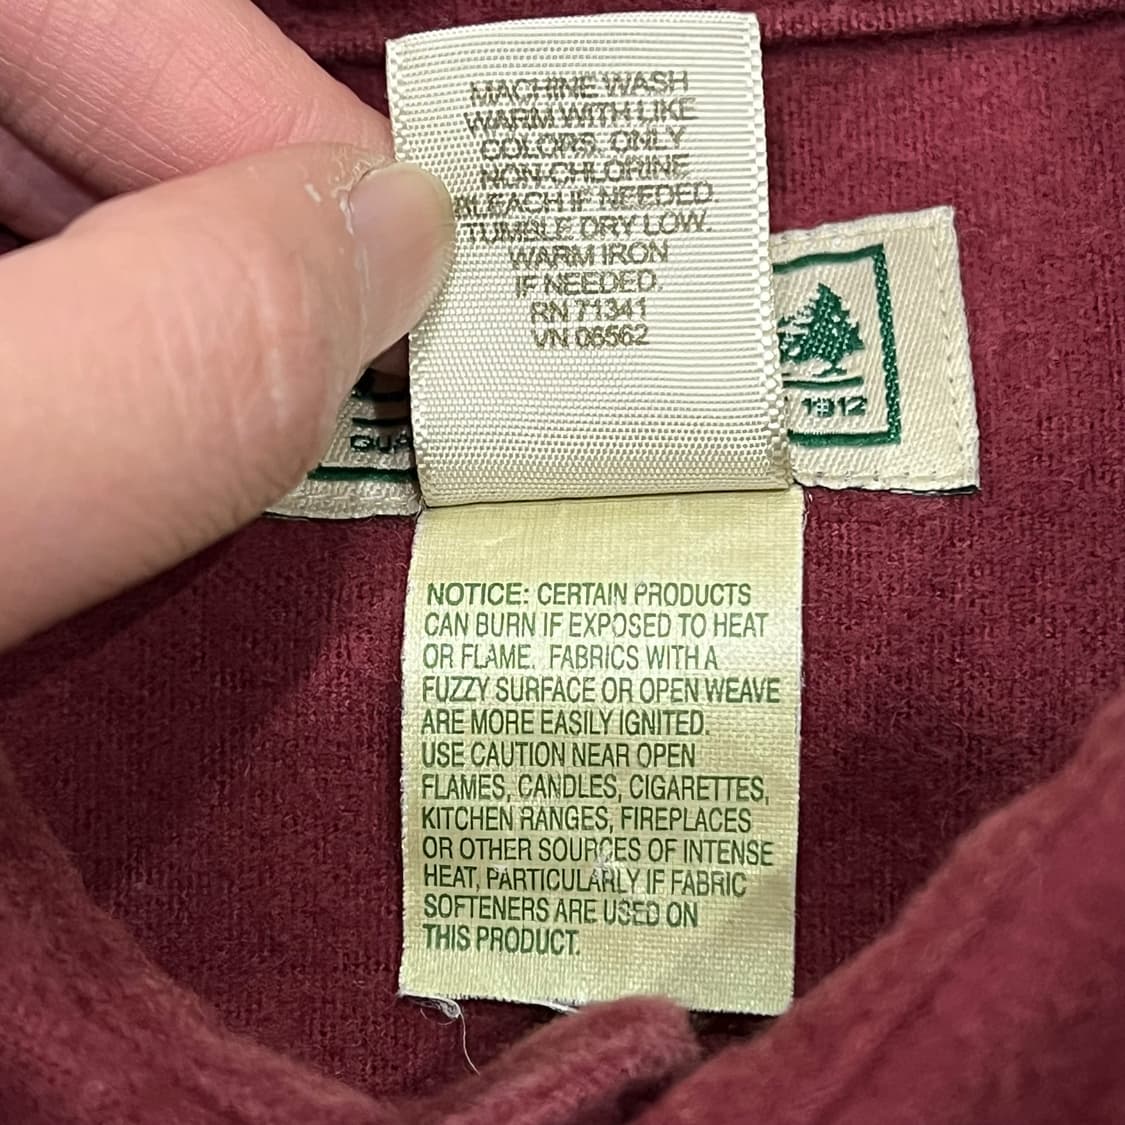 MACHINE WASH
WARM WITH LIKE
COLORS. ONLY
NON-CHLORINE
BLEACH IF NEEDED.
TUMBLE DRY LOW.
WARM IRON
IF NEEDED.
RN 71341
VN 06562
1912
QUA
NOTICE: CERTAIN PRODUCTS
CAN BURN IF EXPOSED TO HEAT
OR FLAME. FABRICS WITH A
FUZZY SURFACE OR OPEN WEAVE
ARE MORE EASILY IGNITED.
USE CAUTION NEAR OPEN
FLAMES, CANDLES, CIGARETTES,
KITCHEN RANGES, FIREPLACES
OR OTHER SOURCES OF INTENSE
HEAT, PARTICULARLY IF FABRIC
SOFTENERS ARE USED ON
THIS PRODUCT.